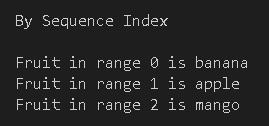 By Sequence Index
Fruit in range 0 is banana
Fruit in range 1 is apple
Fruit in range 2 is mango